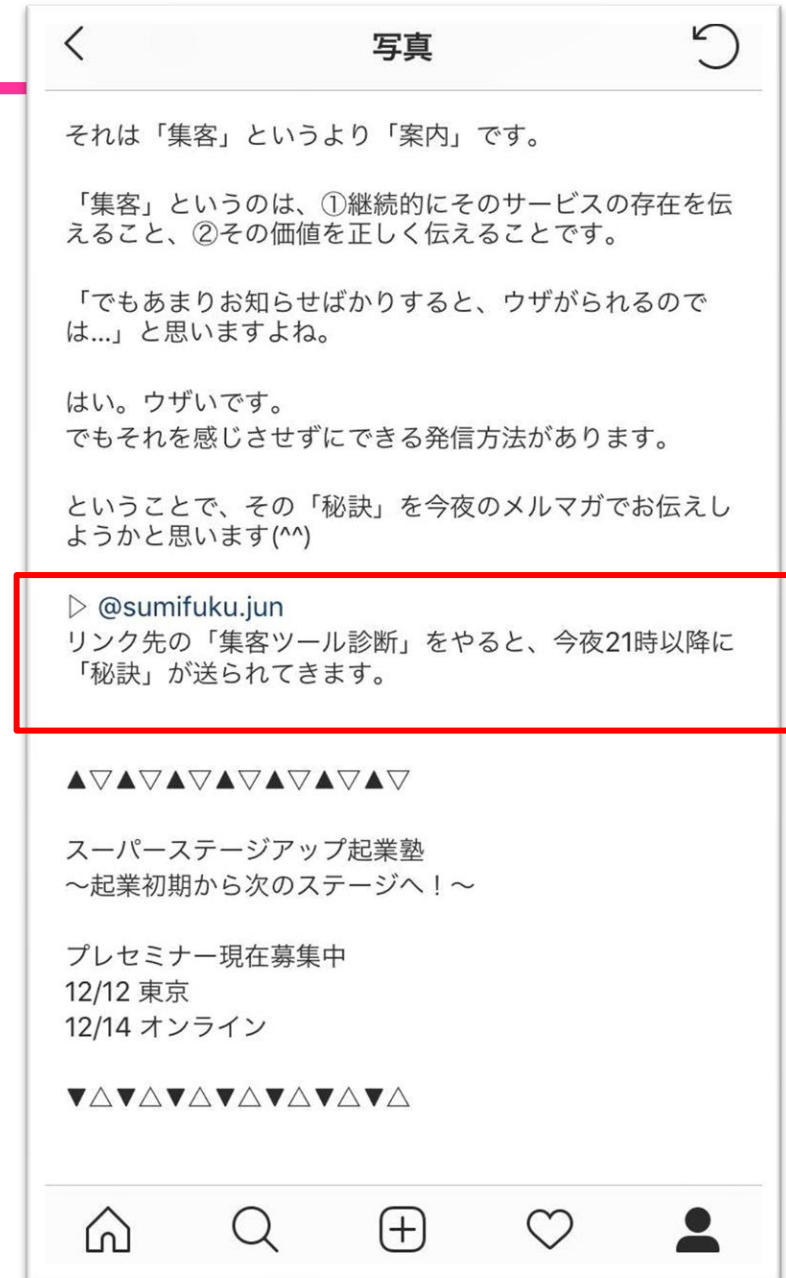 写真
それは「集客」というより「案内」です。
「集客」というのは、①継続的にそのサービスの存在を伝
えること、②その価値を正しく伝えることです。
「でもあまりお知らせばかりすると、ウザがられるので
は...」と思いますよね。
はい。ウザいです。
でもそれを感じさせずにできる発信方法があります。
ということで、その「秘訣」を今夜のメルマガでお伝えし
ようかと思います(^^)
▷ @sumifuku.jun
リンク先の「集客ツール診断」をやると、今夜21時以降に
「秘訣」が送られてきます。
▲▽▲▽▲▽▲▽▲▽▲▽▲▽
スーパーステージアップ起業塾
〜起業初期から次のステージへ！〜
プレセミナー現在募集中
12/12 東京
12/14 オンライン
▼△▼△▼△▼△▼△▼△▼△